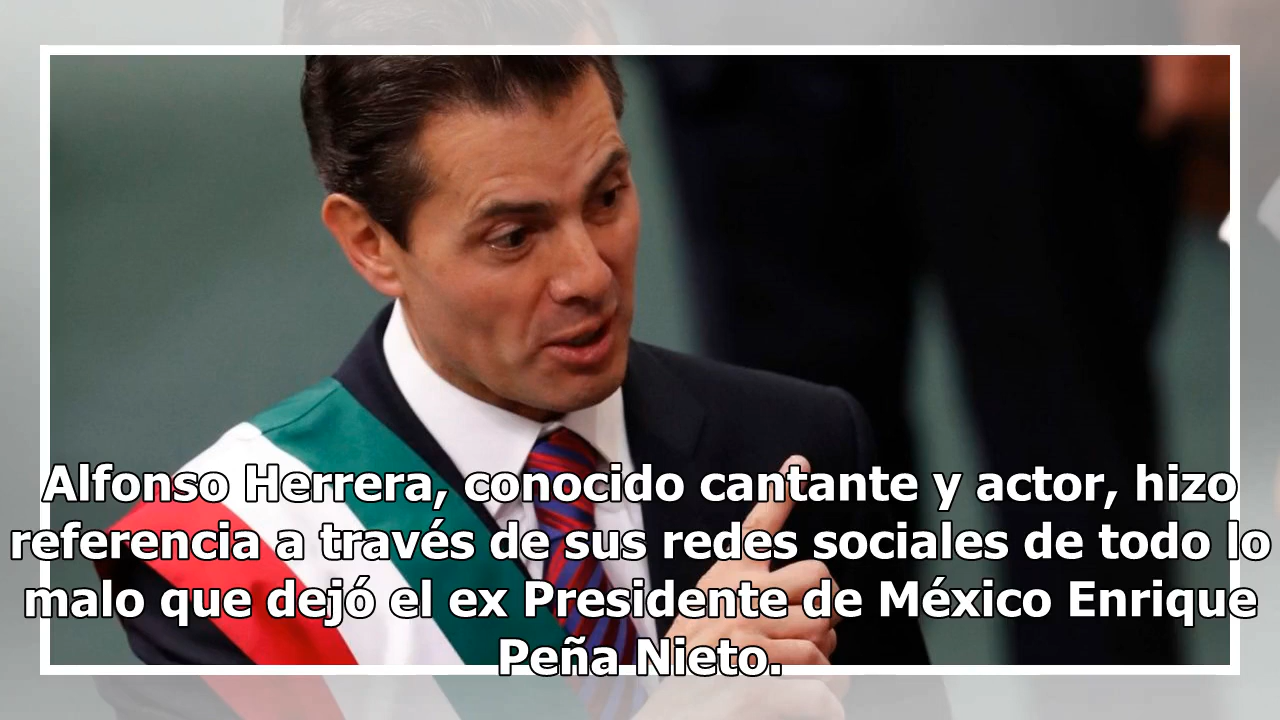 Alfonso Herrera, conocido cantante y actor, hizo
referencia a través de sus redes sociales de todo lo
malo que dejó el ex Presidente de México Enrique
Peña Nieto.